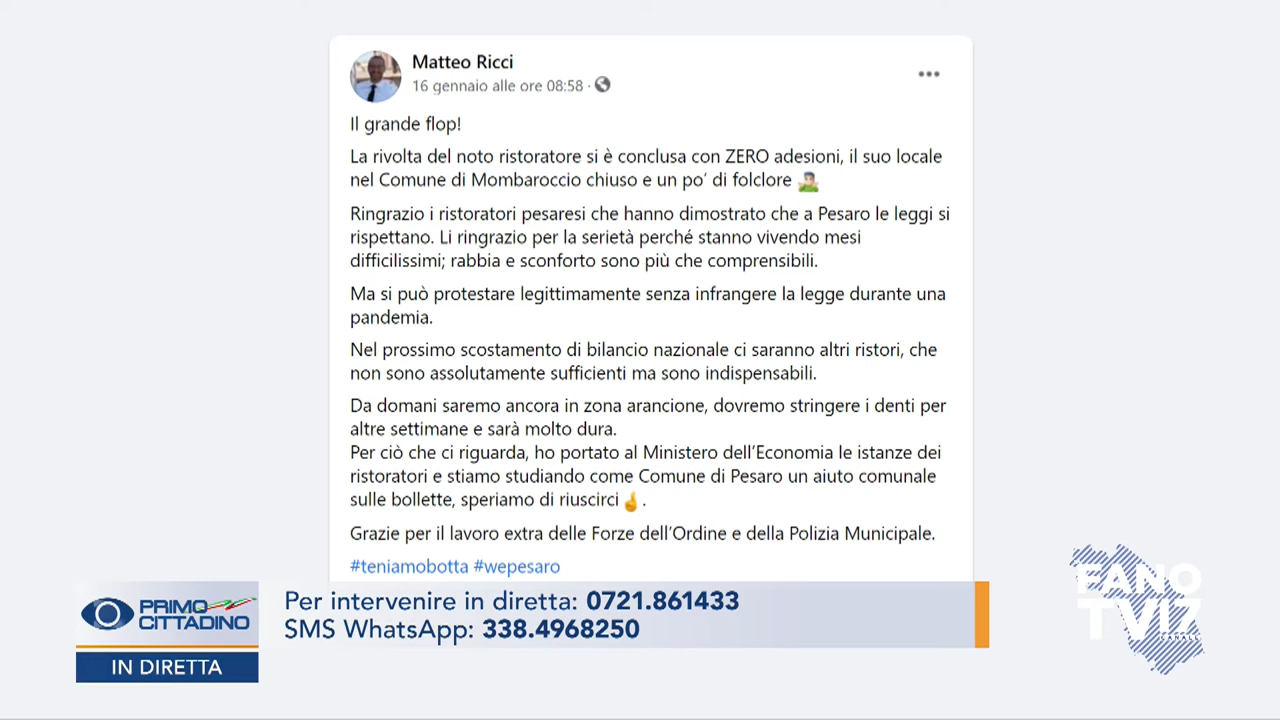 Matteo Ricci
16 gennaio alle ore 08:58 ·
Il grande flop!
La rivolta del noto ristoratore si è conclusa con ZERO adesioni, il suo locale
nel Comune di Mombaroccio chiuso e un po' di folclore 🤷🏻‍♂️
Ringrazio i ristoratori pesaresi che hanno dimostrato che a Pesaro le leggi si
rispettano. Li ringrazio per la serietà perché stanno vivendo mesi
difficilissimi; rabbia e sconforto sono più che comprensibili.
Ma si può protestare legittimamente senza infrangere la legge durante una
pandemia.
Nel prossimo scostamento di bilancio nazionale ci saranno altri ristori, che
non sono assolutamente sufficienti ma sono indispensabili.
Da domani saremo ancora in zona arancione, dovremo stringere i denti per
altre settimane e sarà molto dura.
Per ciò che ci riguarda, ho portato al Ministero dell'Economia le istanze dei
ristoratori e stiamo studiando come Comune di Pesaro un aiuto comunale
sulle bollette, speriamo di riuscirci🤞.
Grazie per il lavoro extra delle Forze dell'Ordine e della Polizia Municipale.
#teniamobotta #wepesaro
PRIMO
CITTADINO
IN DIRETTA
Per intervenire in diretta: 0721.861433
SMS WhatsApp: 338.4968250
FANO
TV